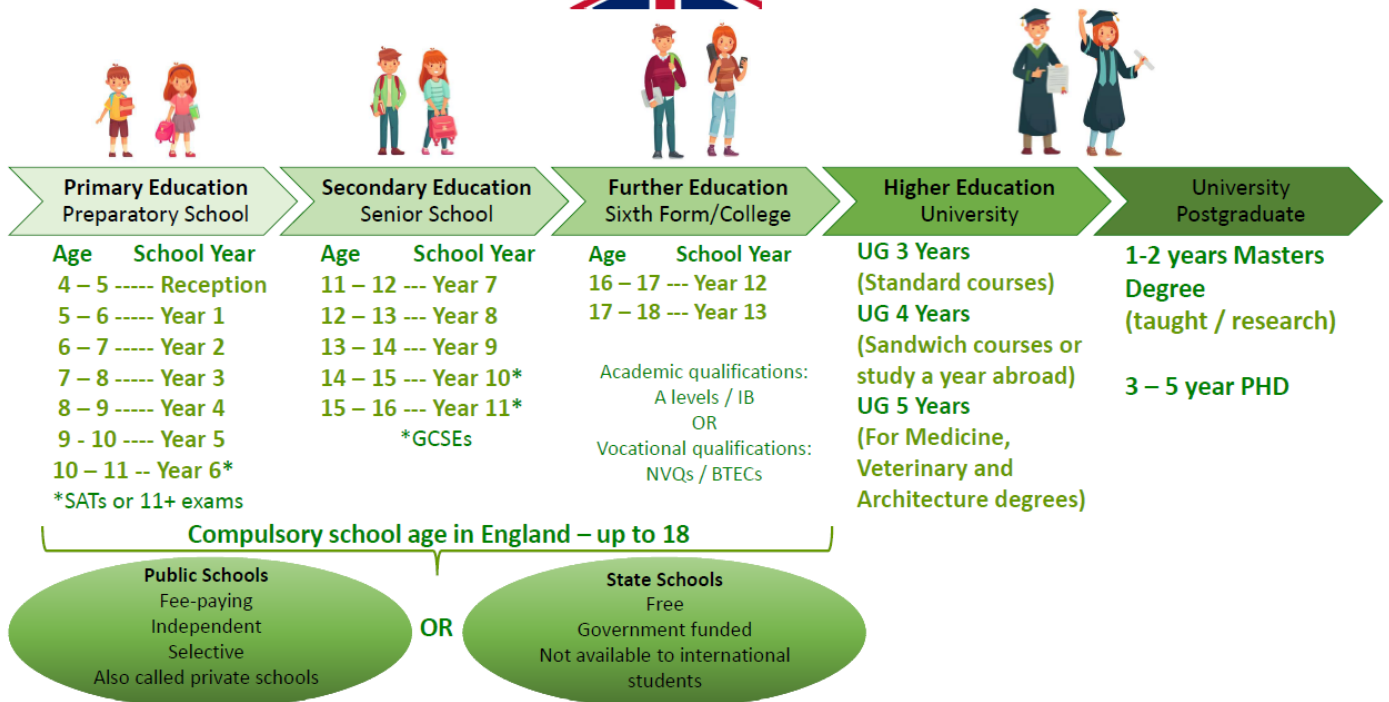 Primary Education
Preparatory School
Secondary Education
Senior School
Further Education
Sixth Form/College
Higher Education
University
University
Postgraduate
Age School Year
4 – 5 ----- Reception
5 – 6 ----- Year 1
6 – 7 ----- Year 2
7 – 8 ----- Year 3
8 – 9 ----- Year 4
9 - 10 ---- Year 5
10 – 11 -- Year 6*
*SATs or 11+ exams
Age School Year
11 – 12 --- Year 7
12 – 13 --- Year 8
13 – 14 --- Year 9
14 – 15 --- Year 10*
15 – 16 --- Year 11*
*GCSEs
Age School Year
16 – 17 --- Year 12
17 – 18 --- Year 13
Academic qualifications:
A levels / IB
OR
Vocational qualifications:
NVQs / BTECs
UG 3 Years
(Standard courses)
UG 4 Years
(Sandwich courses or
study a year abroad)
UG 5 Years
(For Medicine,
Veterinary and
Architecture degrees)
1-2 years Masters
Degree
(taught / research)
3 – 5 year PHD
Compulsory school age in England – up to 18
Public Schools
Fee-paying
Independent
Selective
Also called private schools
OR
State Schools
Free
Government funded
Not available to international
students